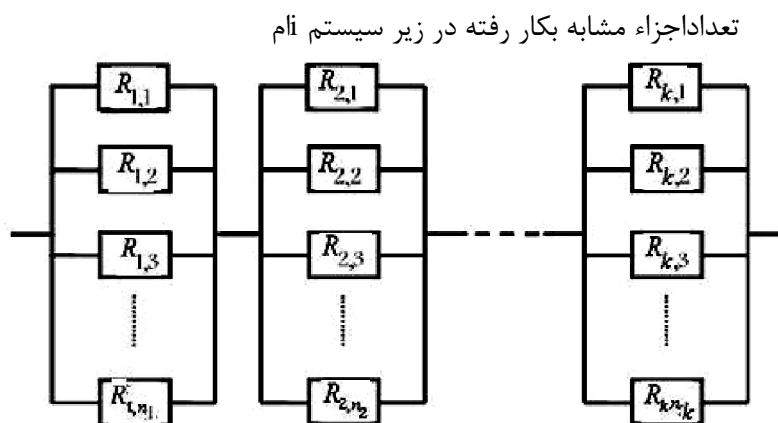 تعداداجزاء مشابه بکار رفته در زیر سیستم iام
R1,1 R2,1 Rk,1
R1,2 R2,2 Rk,2
R1,3 R2,3 Rk,3
R1,n1 R2,n2 Rk,nk